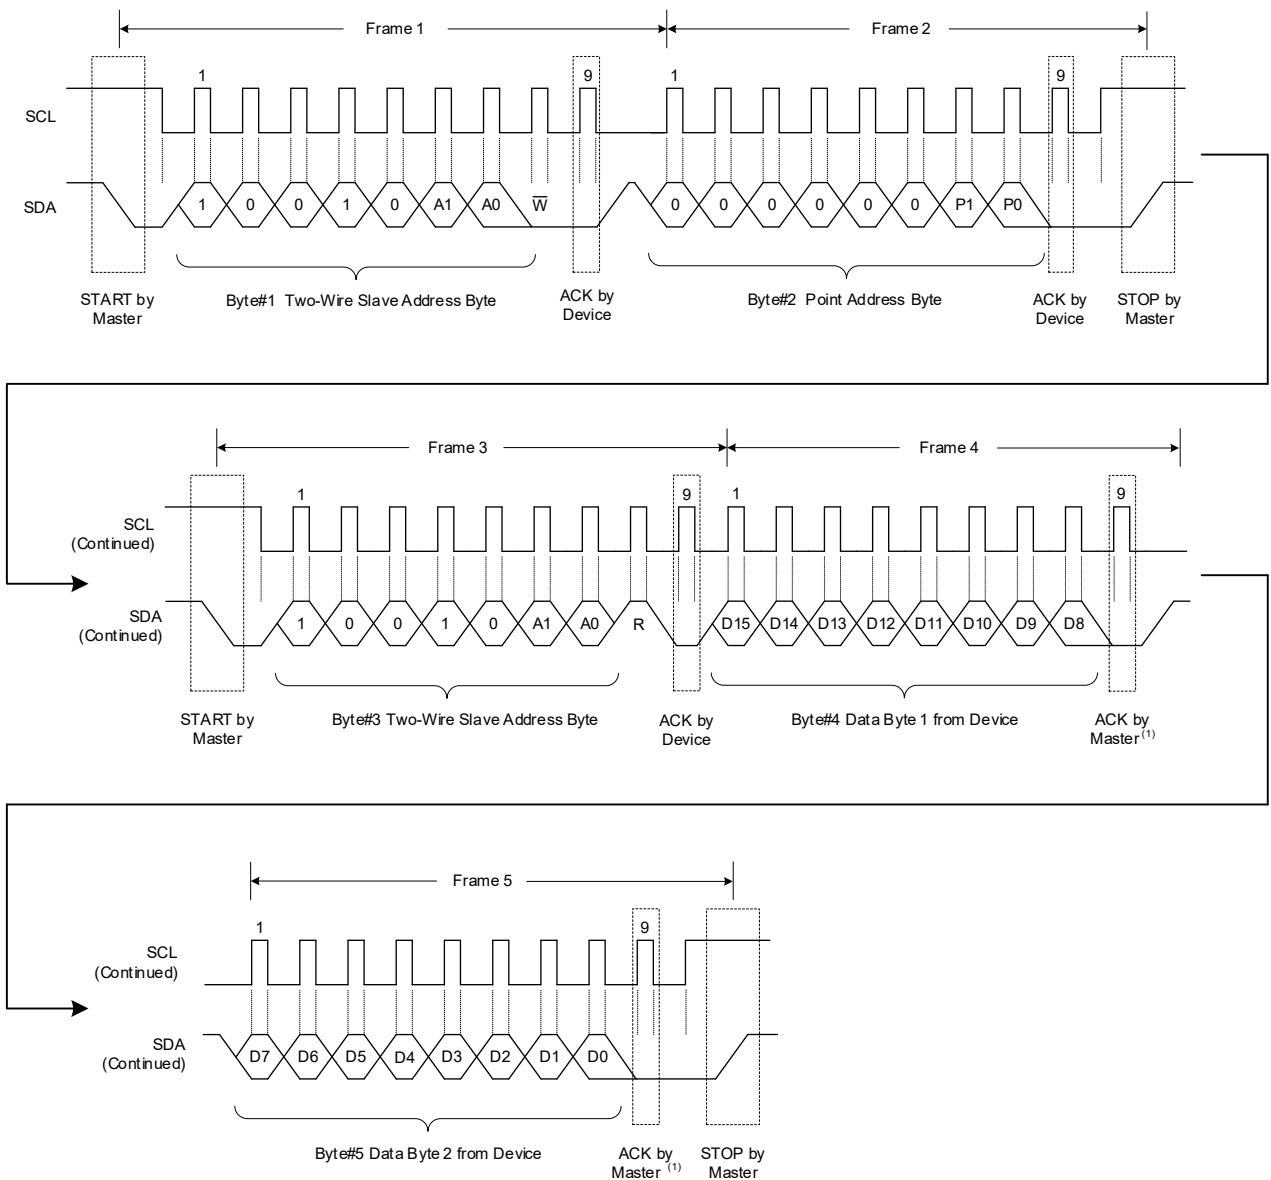 Frame 1
Frame 2
1
9
1
9
SCL
SDA
1 0 0 1 0 A1 A0 W̅
0 0 0 0 0 0 P1 P0
START by
Master
Byte#1 Two-Wire Slave Address Byte
ACK by
Device
Byte#2 Point Address Byte
ACK by
Device
STOP by
Master
Frame 3
Frame 4
1
9
1
9
SCL
(Continued)
SDA
(Continued)
1 0 0 1 0 A1 A0 R
D15 D14 D13 D12 D11 D10 D9 D8
START by
Master
Byte#3 Two-Wire Slave Address Byte
ACK by
Device
Byte#4 Data Byte 1 from Device
ACK by
Master (1)
Frame 5
1
9
SCL
(Continued)
SDA
(Continued)
D7 D6 D5 D4 D3 D2 D1 D0
Byte#5 Data Byte 2 from Device
ACK by
Master (1)
STOP by
Master